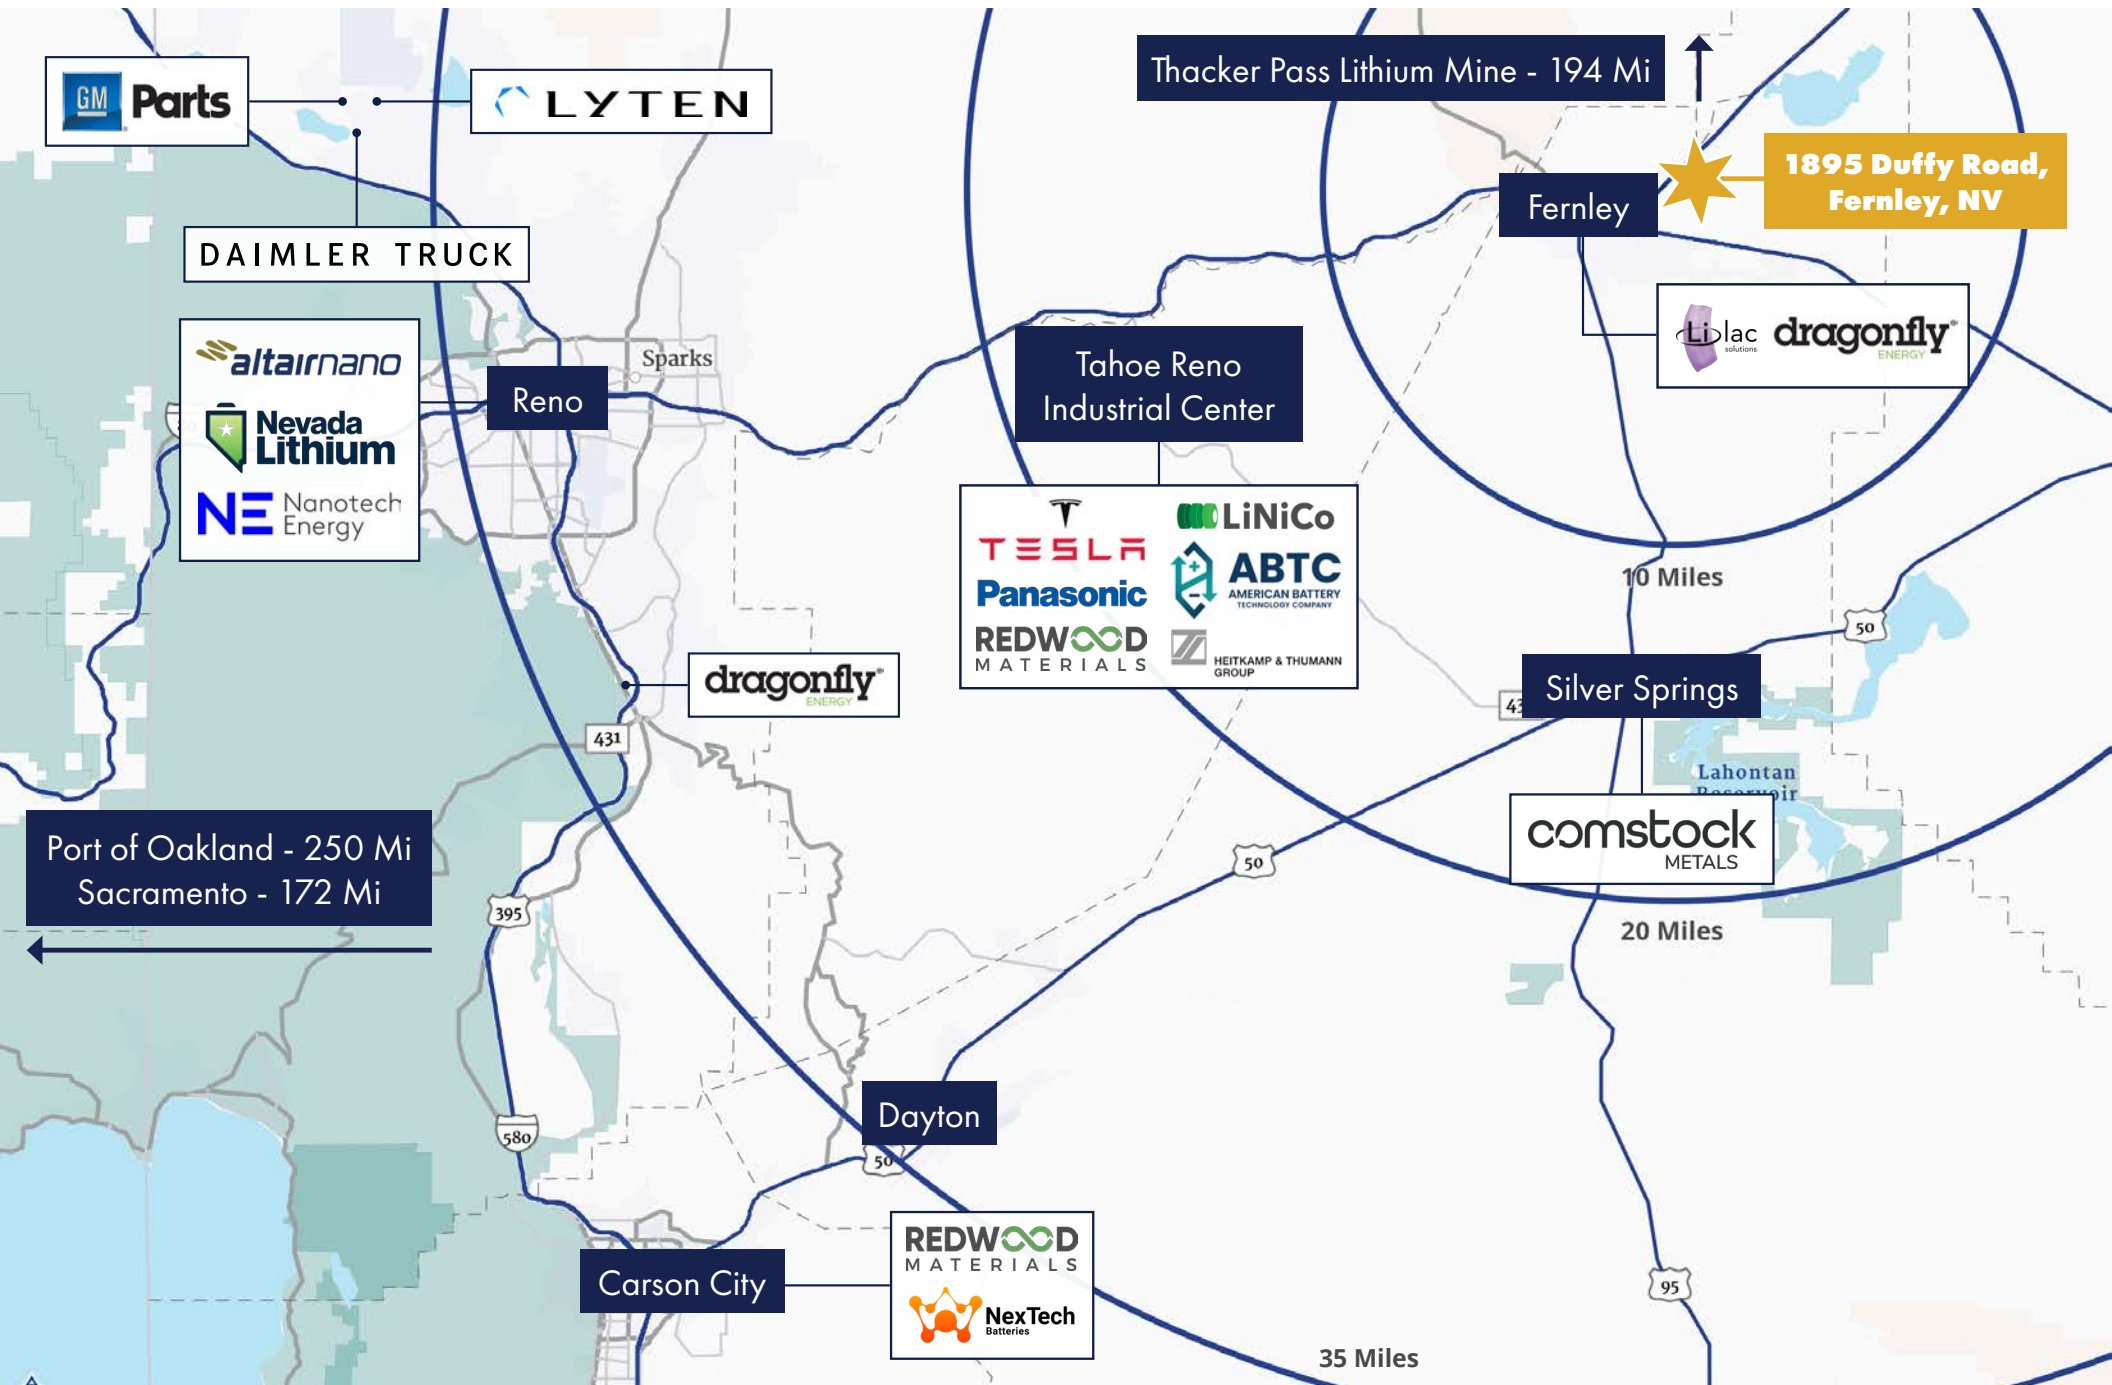 GM Parts
LYTEN
DAIMLER TRUCK
Thacker Pass Lithium Mine - 194 Mi
1895 Duffy Road,
Fernley, NV
Fernley
Lilac
solutions
dragonfly
ENERGY
altairnano
Nevada
Lithium
NE Nanotech
Energy
Reno
Sparks
Tahoe Reno
Industrial Center
TESLA
Panasonic
REDWOOD
MATERIALS
LiNiCo
ABTC
AMERICAN BATTERY
TECHNOLOGY COMPANY
HEITKAMP & THUMANN
GROUP
10 Miles
50
Silver Springs
Lahontan
Reservoir
comstock
METALS
dragonfly
ENERGY
431
Port of Oakland - 250 Mi
Sacramento - 172 Mi
395
50
20 Miles
580
Dayton
50
Carson City
REDWOOD
MATERIALS
NexTech
Batteries
95
35 Miles